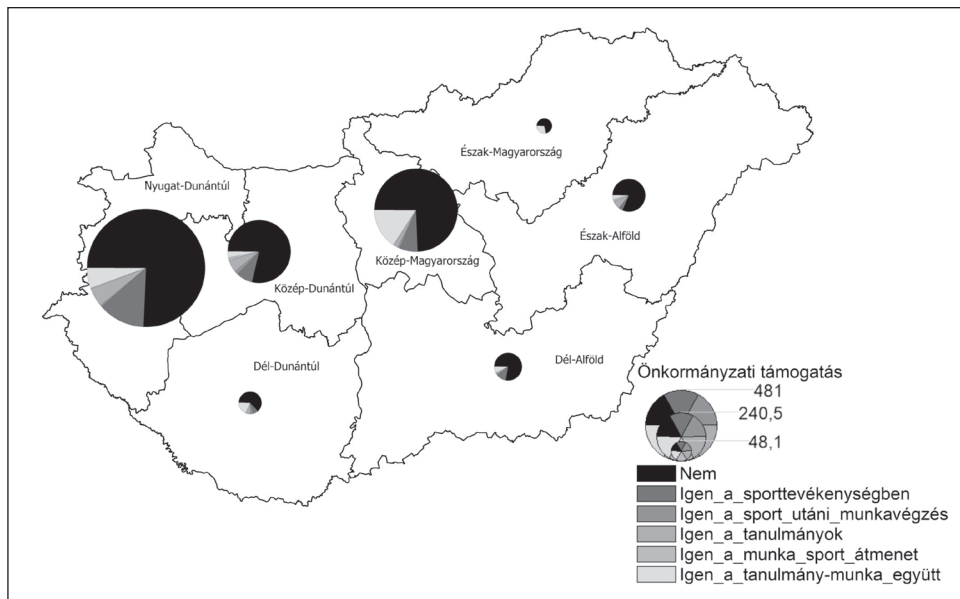 Észak-Magyarország
Nyugat-Dunántúl
Észak-Alföld
Közép-Magyarország
Közép-Dunántúl
Dél-Alföld
Dél-Dunántúl
Önkormányzati támogatás
481
240,5
48,1
Nem
Igen_a_sporttevékenységben
Igen_a_sport_utáni_munkavégzés
Igen_a_tanulmányok
Igen_a_munka_sport_átmenet
Igen_a_tanulmány-munka_együtt